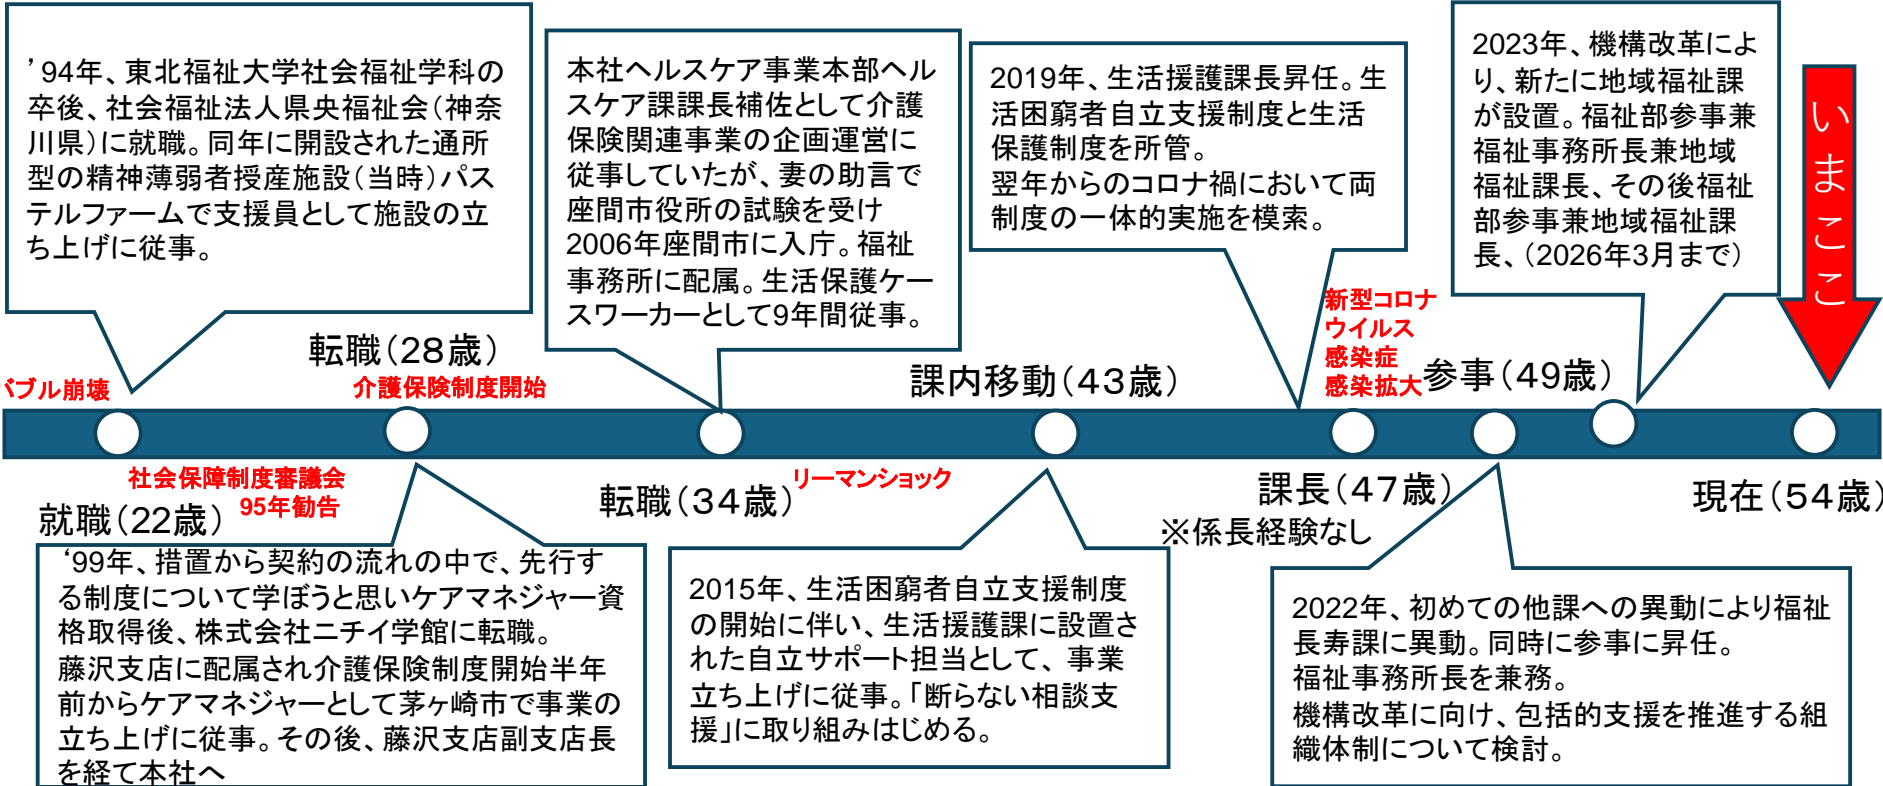 ’94年、東北福祉大学社会福祉学科の
卒後、社会福祉法人県央福祉会（神奈
川県）に就職。同年に開設された通所
型の精神薄弱者授産施設（当時）パス
テルファームで支援員として施設の立
ち上げに従事。
本社ヘルスケア事業本部ヘル
スケア課課長補佐として介護
保険関連事業の企画運営に
従事していたが、妻の助言で
座間市役所の試験を受け
2006年座間市に入庁。福祉
事務所に配属。生活保護ケー
スワーカーとして9年間従事。
2019年、生活援護課長昇任。生
活困窮者自立支援制度と生活
保護制度を所管。
翌年からのコロナ禍において両
制度の一体的実施を模索。
2023年、機構改革によ
り、新たに地域福祉課
が設置。福祉部参事兼
福祉事務所長兼地域
福祉課長、その後福祉
部参事兼地域福祉課
長、（2026年3月まで）
いまここ
転職（28歳）
バブル崩壊
介護保険制度開始
課内移動（43歳）
新型コロナ
ウイルス
感染症
感染拡大
参事（49歳）
社会保障制度審議会
95年勧告
就職（22歳）
転職（34歳）
リーマンショック
課長（47歳）
※係長経験なし
現在（54歳）
‘99年、措置から契約の流れの中で、先行す
る制度について学ぼうと思いケアマネジャー資
格取得後、株式会社ニチイ学館に転職。
藤沢支店に配属され介護保険制度開始半年
前からケアマネジャーとして茅ヶ崎市で事業の
立ち上げに従事。その後、藤沢支店副支店長
を経て本社へ
2015年、生活困窮者自立支援制度
の開始に伴い、生活援護課に設置さ
れた自立サポート担当として、事業
立ち上げに従事。「断らない相談支
援」に取り組みはじめる。
2022年、初めての他課への異動により福祉
長寿課に異動。同時に参事に昇任。
福祉事務所長を兼務。
機構改革に向け、包括的支援を推進する組
織体制について検討。